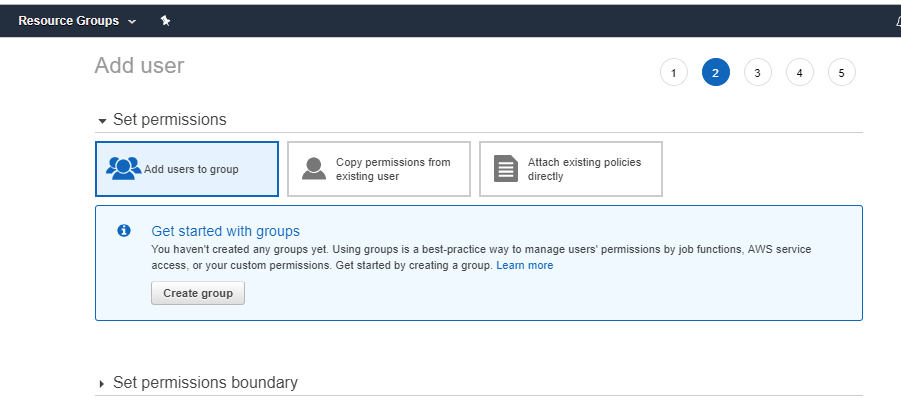 Resource Groups
Add user
1 2 3 4 5
Set permissions
Add users to group
Copy permissions from
existing user
Attach existing policies
directly
Get started with groups
You haven't created any groups yet. Using groups is a best-practice way to manage users' permissions by job functions, AWS service
access, or your custom permissions. Get started by creating a group. Learn more
Create group
Set permissions boundary